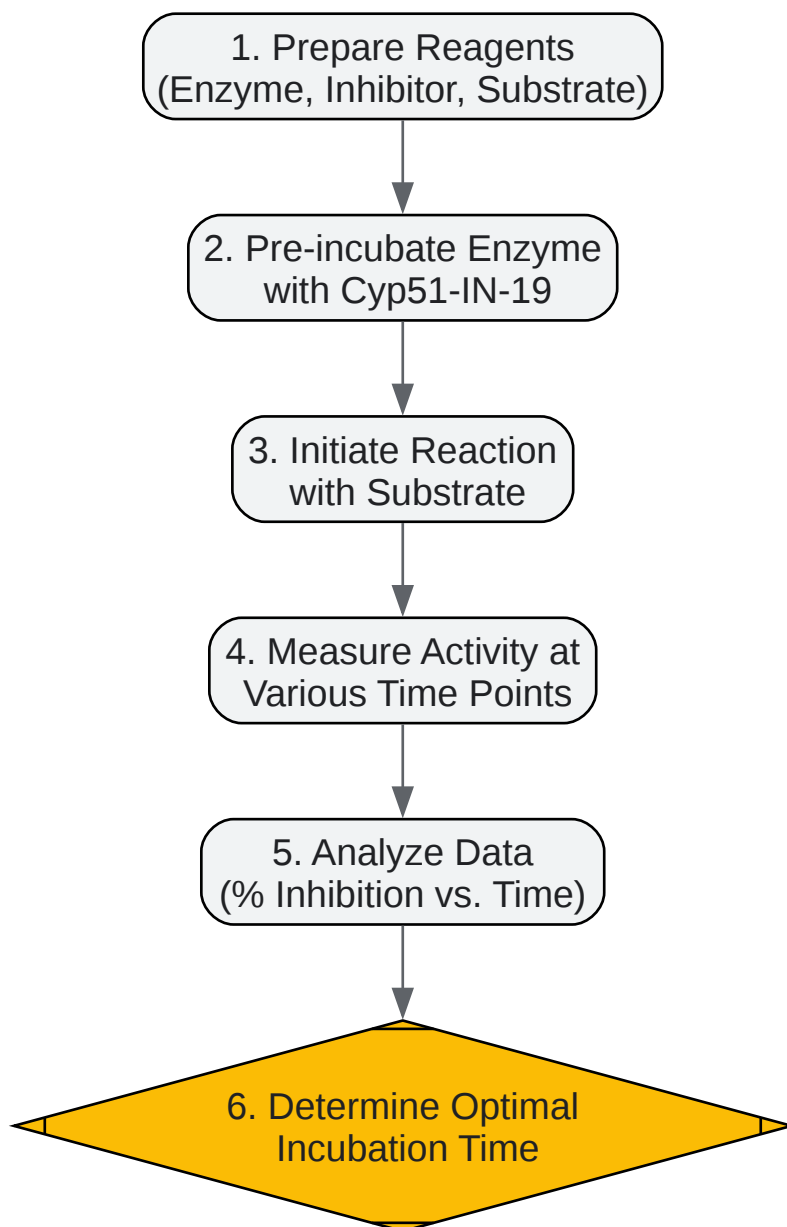 1. Prepare Reagents
(Enzyme, Inhibitor, Substrate)
2. Pre-incubate Enzyme
with Cyp51-IN-19
3. Initiate Reaction
with Substrate
4. Measure Activity at
Various Time Points
5. Analyze Data
(% Inhibition vs. Time)
6. Determine Optimal
Incubation Time